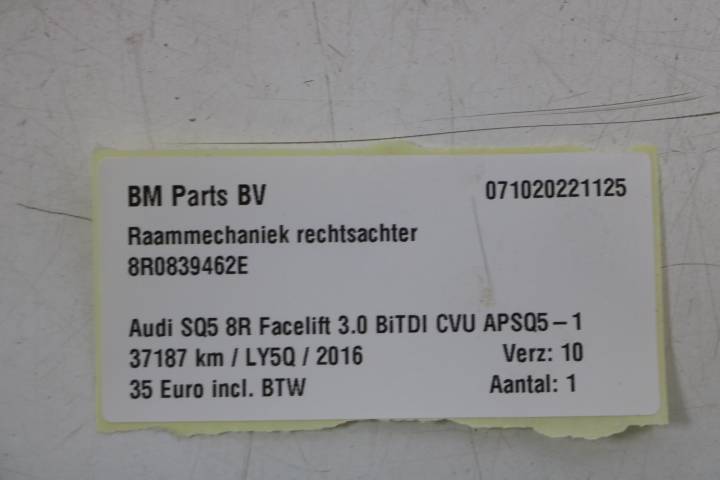 BM Parts BV 071020221125
Raammechaniek rechtsachter
8R0839462E
Audi SQ5 8R Facelift 3.0 BiTDI CVU APSQ5-1
37187 km / LY5Q / 2016 Verz: 10
35 Euro incl. BTW Aantal: 1